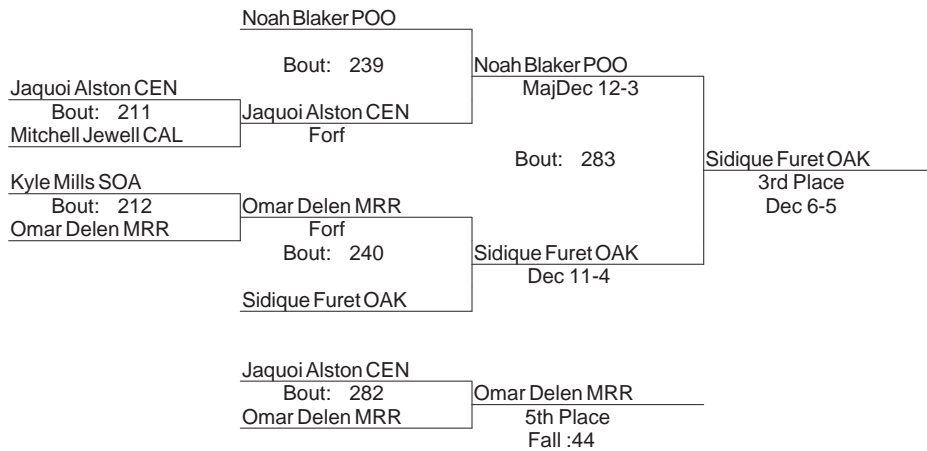 Noah Blaker POO
Bout: 239
Noah Blaker POO
MajDec 12-3
Jaquoi Alston CEN
Bout: 211
Mitchell Jewell CAL
Jaquoi Alston CEN
Forf
Bout: 283
Sidique Furet OAK
3rd Place
Dec 6-5
Kyle Mills SOA
Bout: 212
Omar Delen MRR
Omar Delen MRR
Forf
Bout: 240
Sidique Furet OAK
Dec 11-4
Sidique Furet OAK
Jaquoi Alston CEN
Bout: 282
Omar Delen MRR
Omar Delen MRR
5th Place
Fall :44